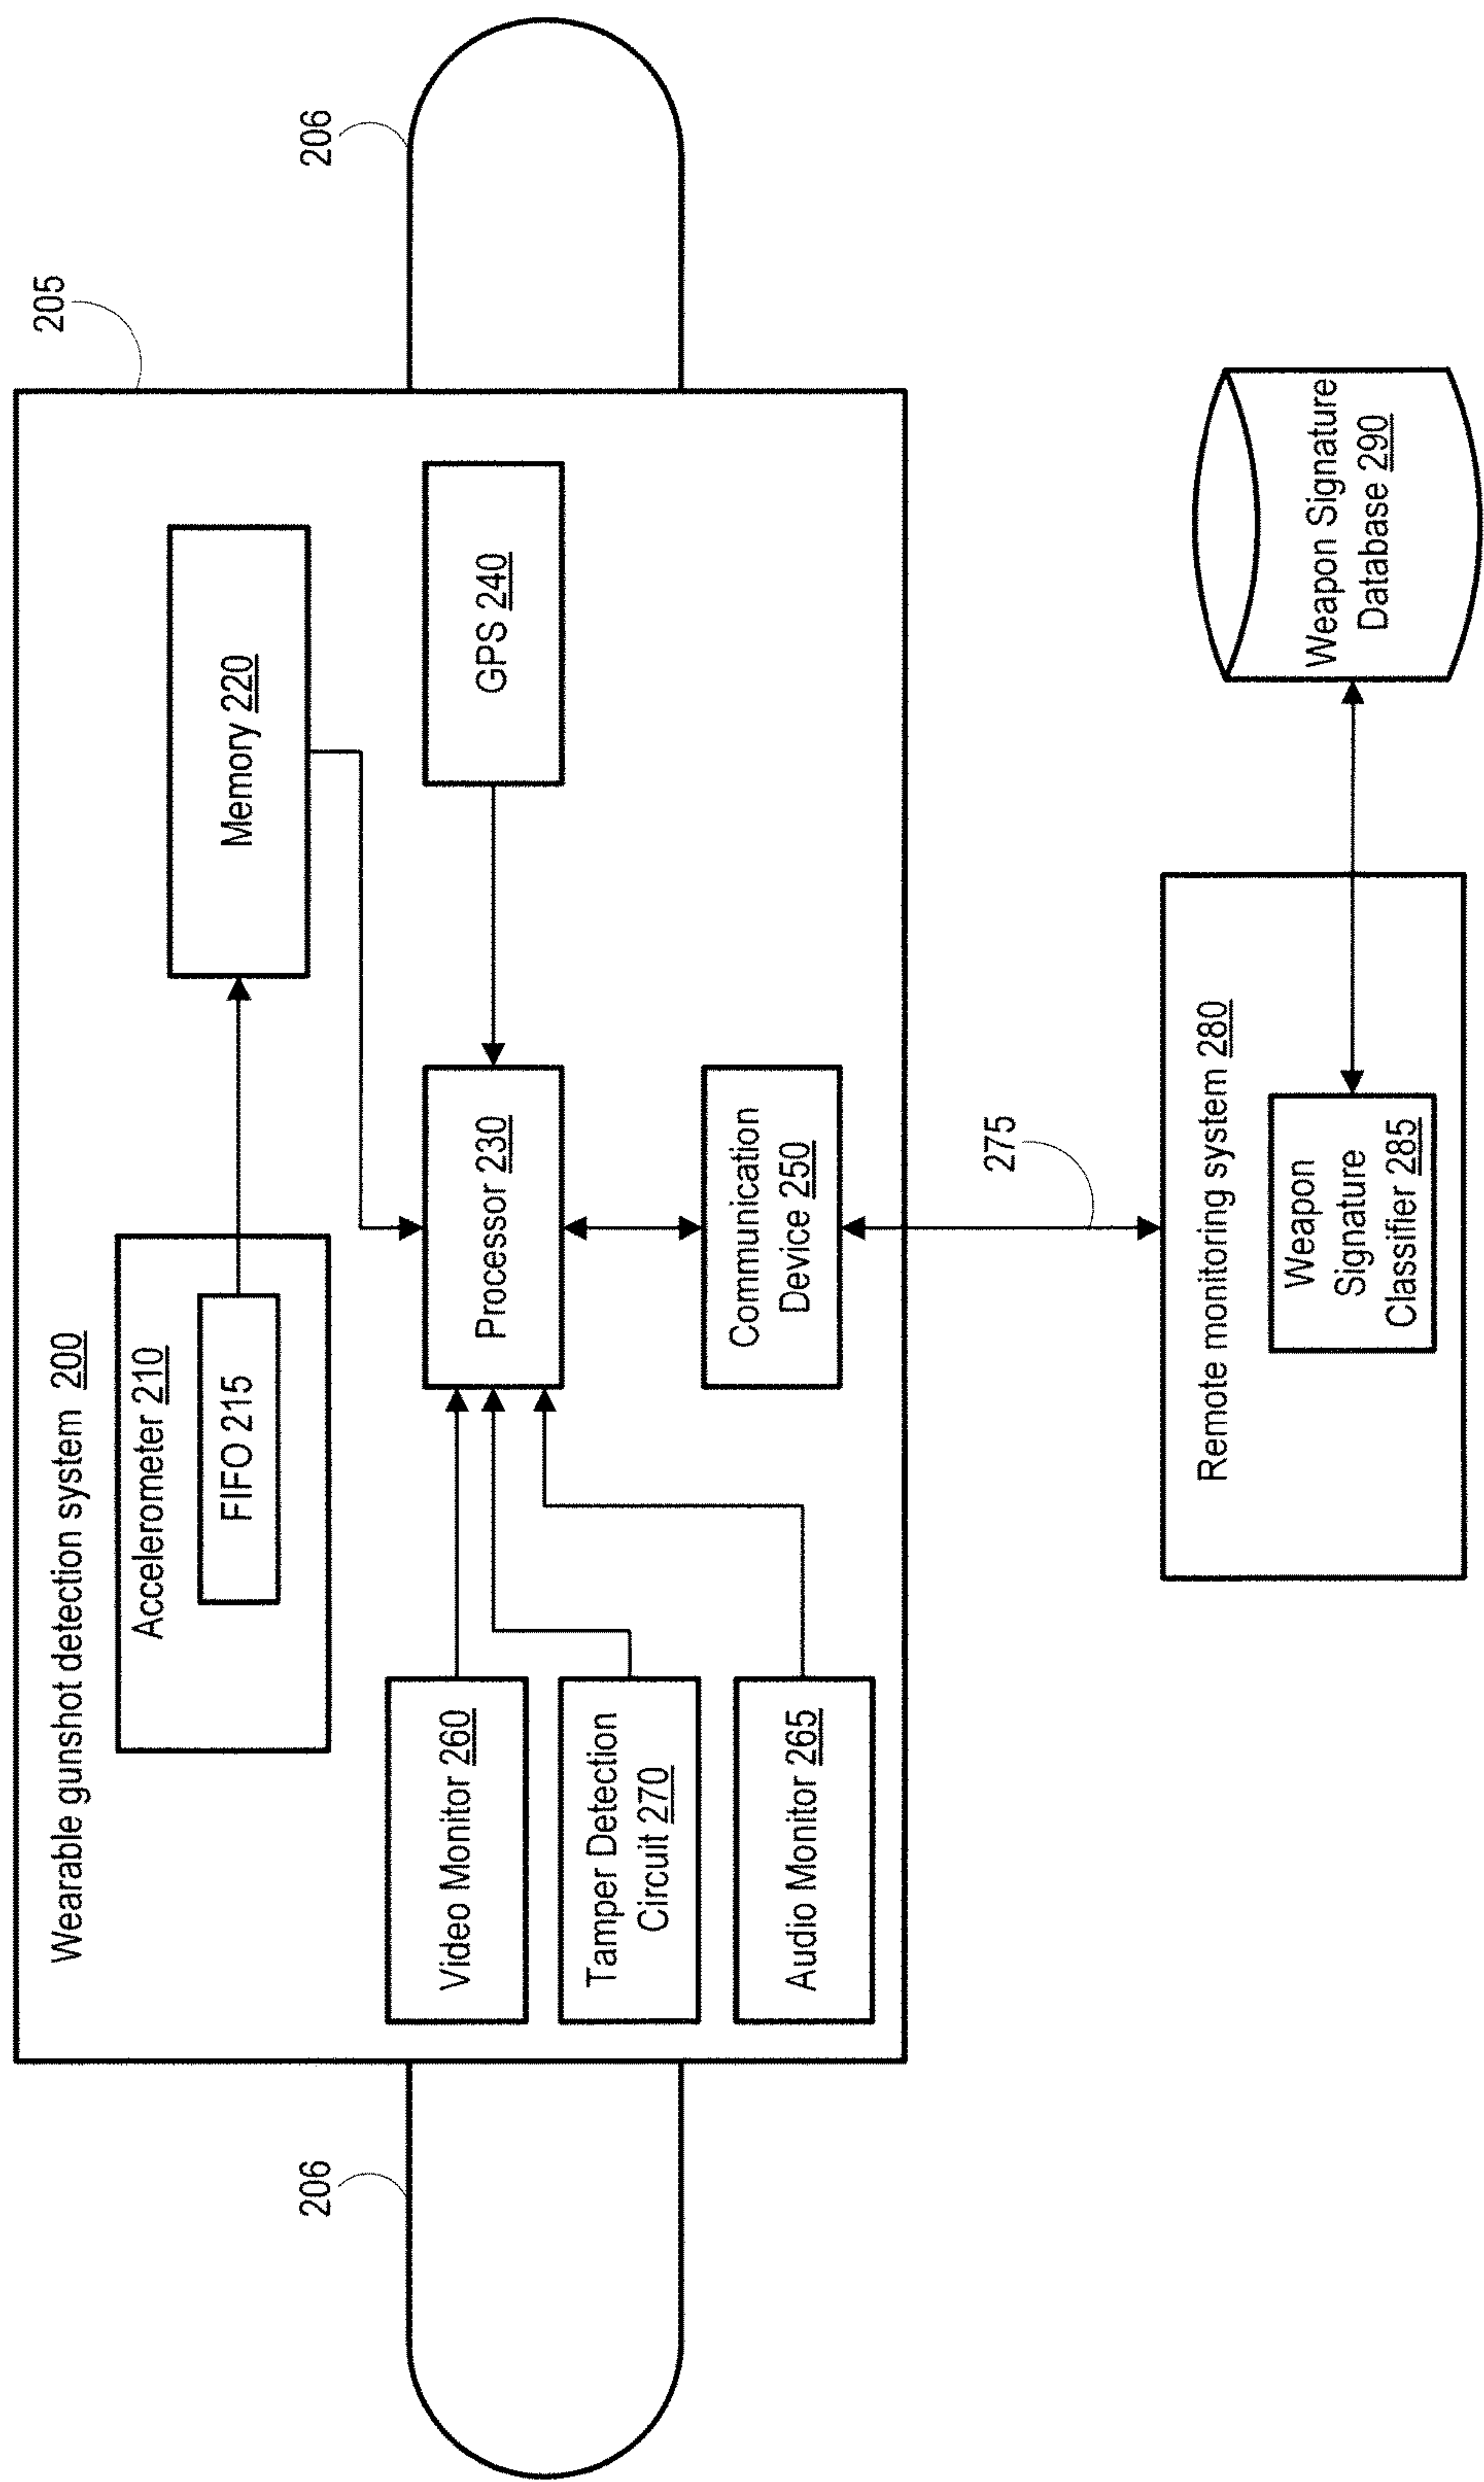 205
206
206
Wearable gunshot detection system 200
Accelerometer 210
FIFO 215
Memory 220
Video Monitor 260
Processor 230
GPS 240
Tamper Detection
Circuit 270
Communication
Device 250
Audio Monitor 265
275
Remote monitoring system 280
Weapon
Signature
Classifier 285
Weapon Signature
Database 290